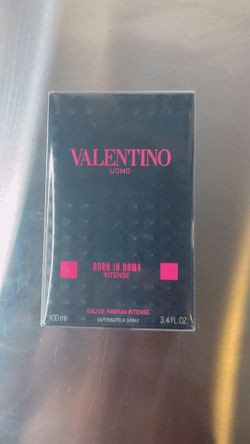 VALENTINO
UOMO
BORN IN ROMA
INTENSE
EAU DE PARFUM INTENSE
100 ml VAPORISATEUR SPRAY 3.4 FL.OZ.